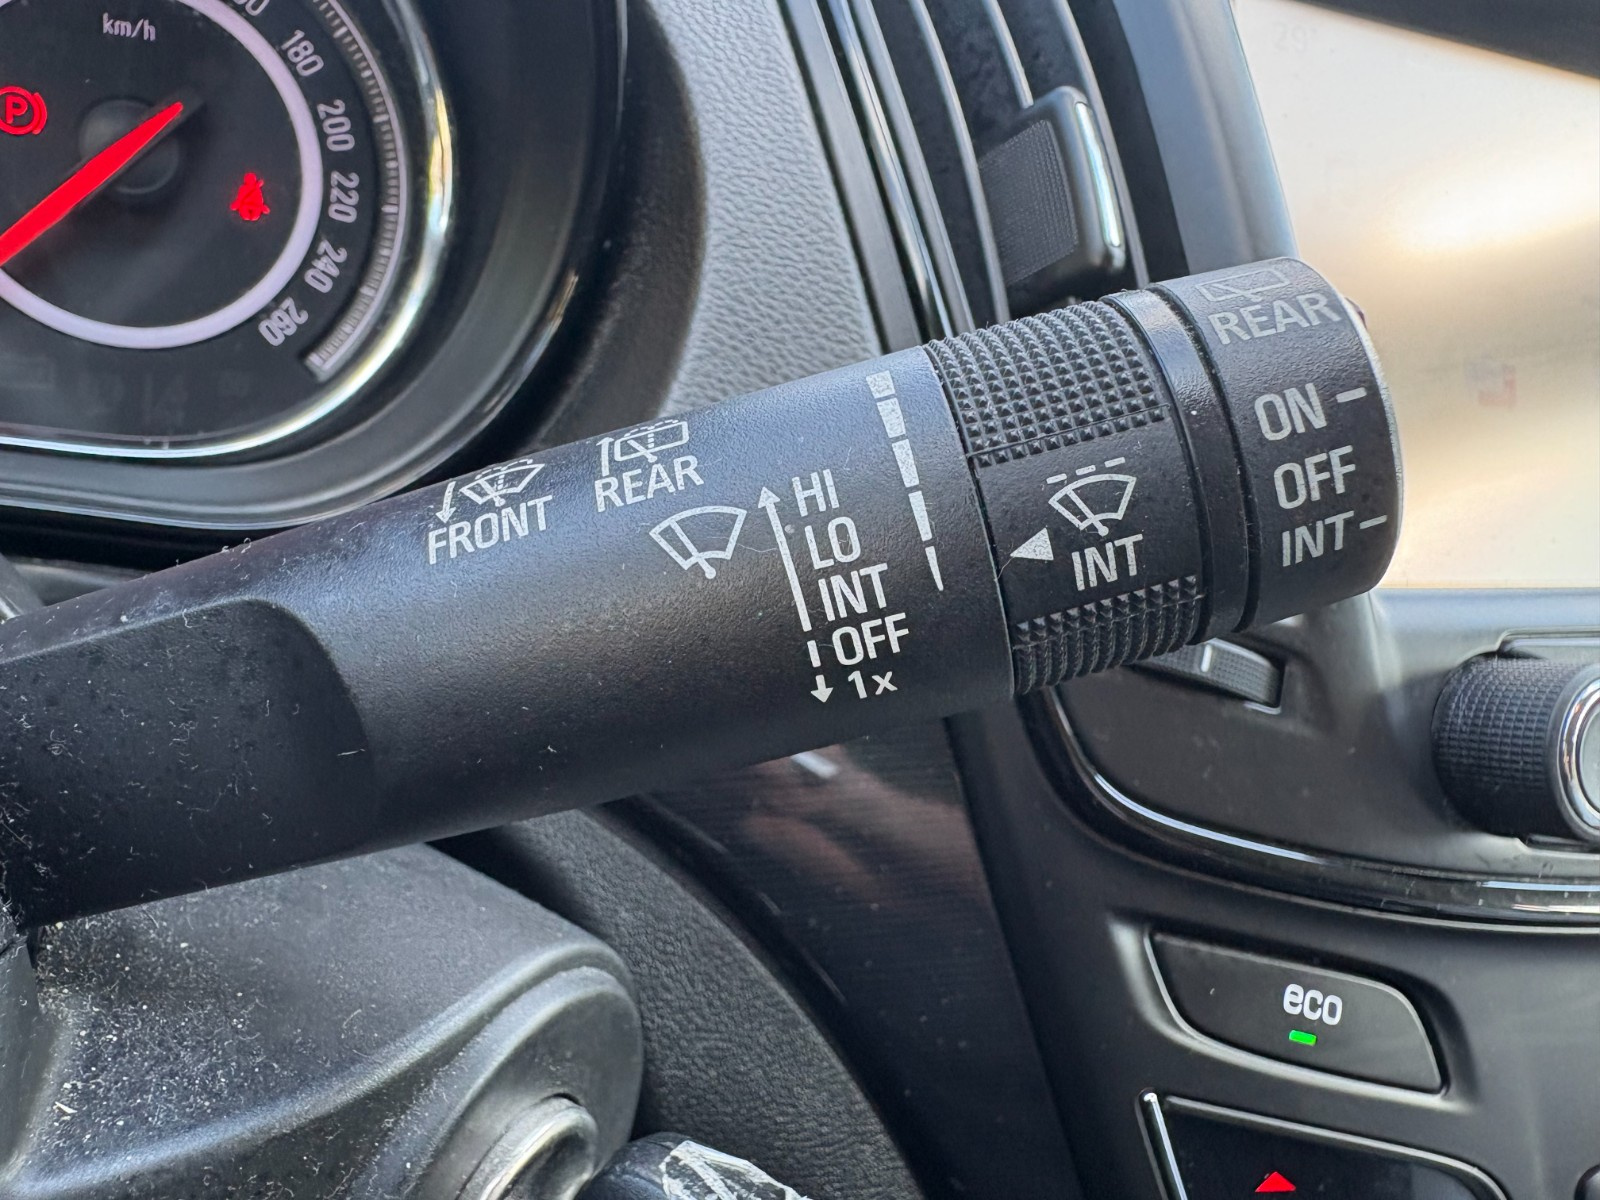 km/h
180
200
220
240
260
P
FRONT
REAR
HI
LO
INT
OFF
1x
INT
REAR
ON
OFF
INT
eco